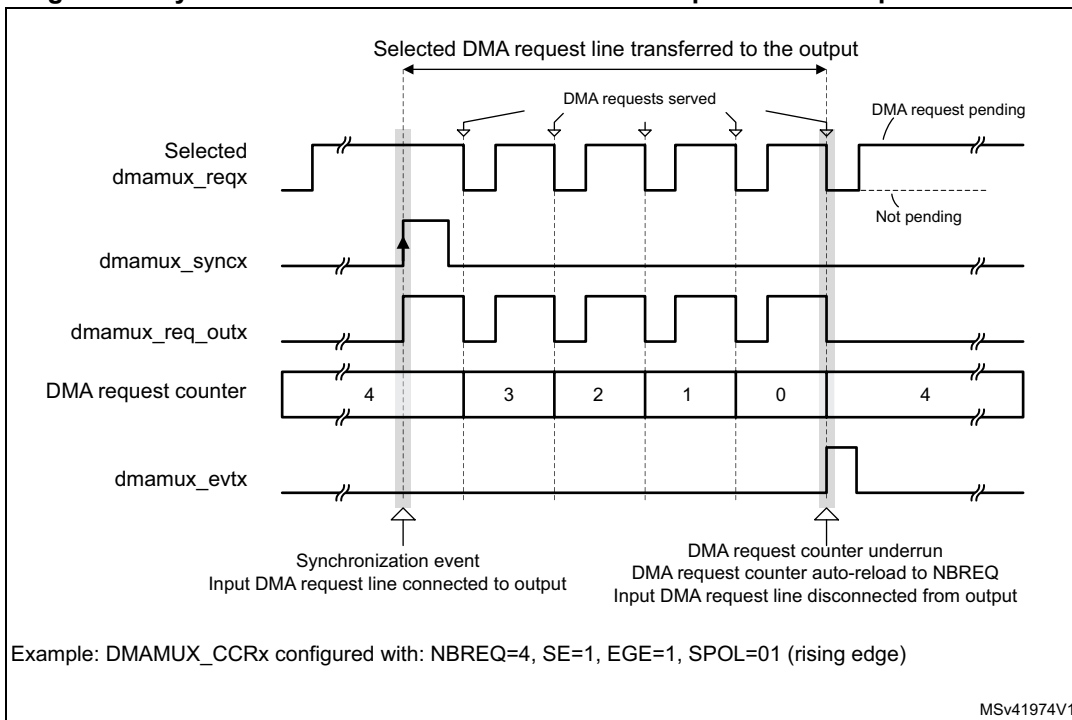 Selected DMA request line transferred to the output
DMA requests served
DMA request pending
Selected
dmamux_reqx
Not pending
dmamux_syncx
dmamux_req_outx
DMA request counter
4
3
2
1
0
4
dmamux_evtx
Synchronization event
Input DMA request line connected to output
DMA request counter underrun
DMA request counter auto-reload to NBREQ
Input DMA request line disconnected from output
Example: DMAMUX_CCRx configured with: NBREQ=4, SE=1, EGE=1, SPOL=01 (rising edge)
MSv41974V1